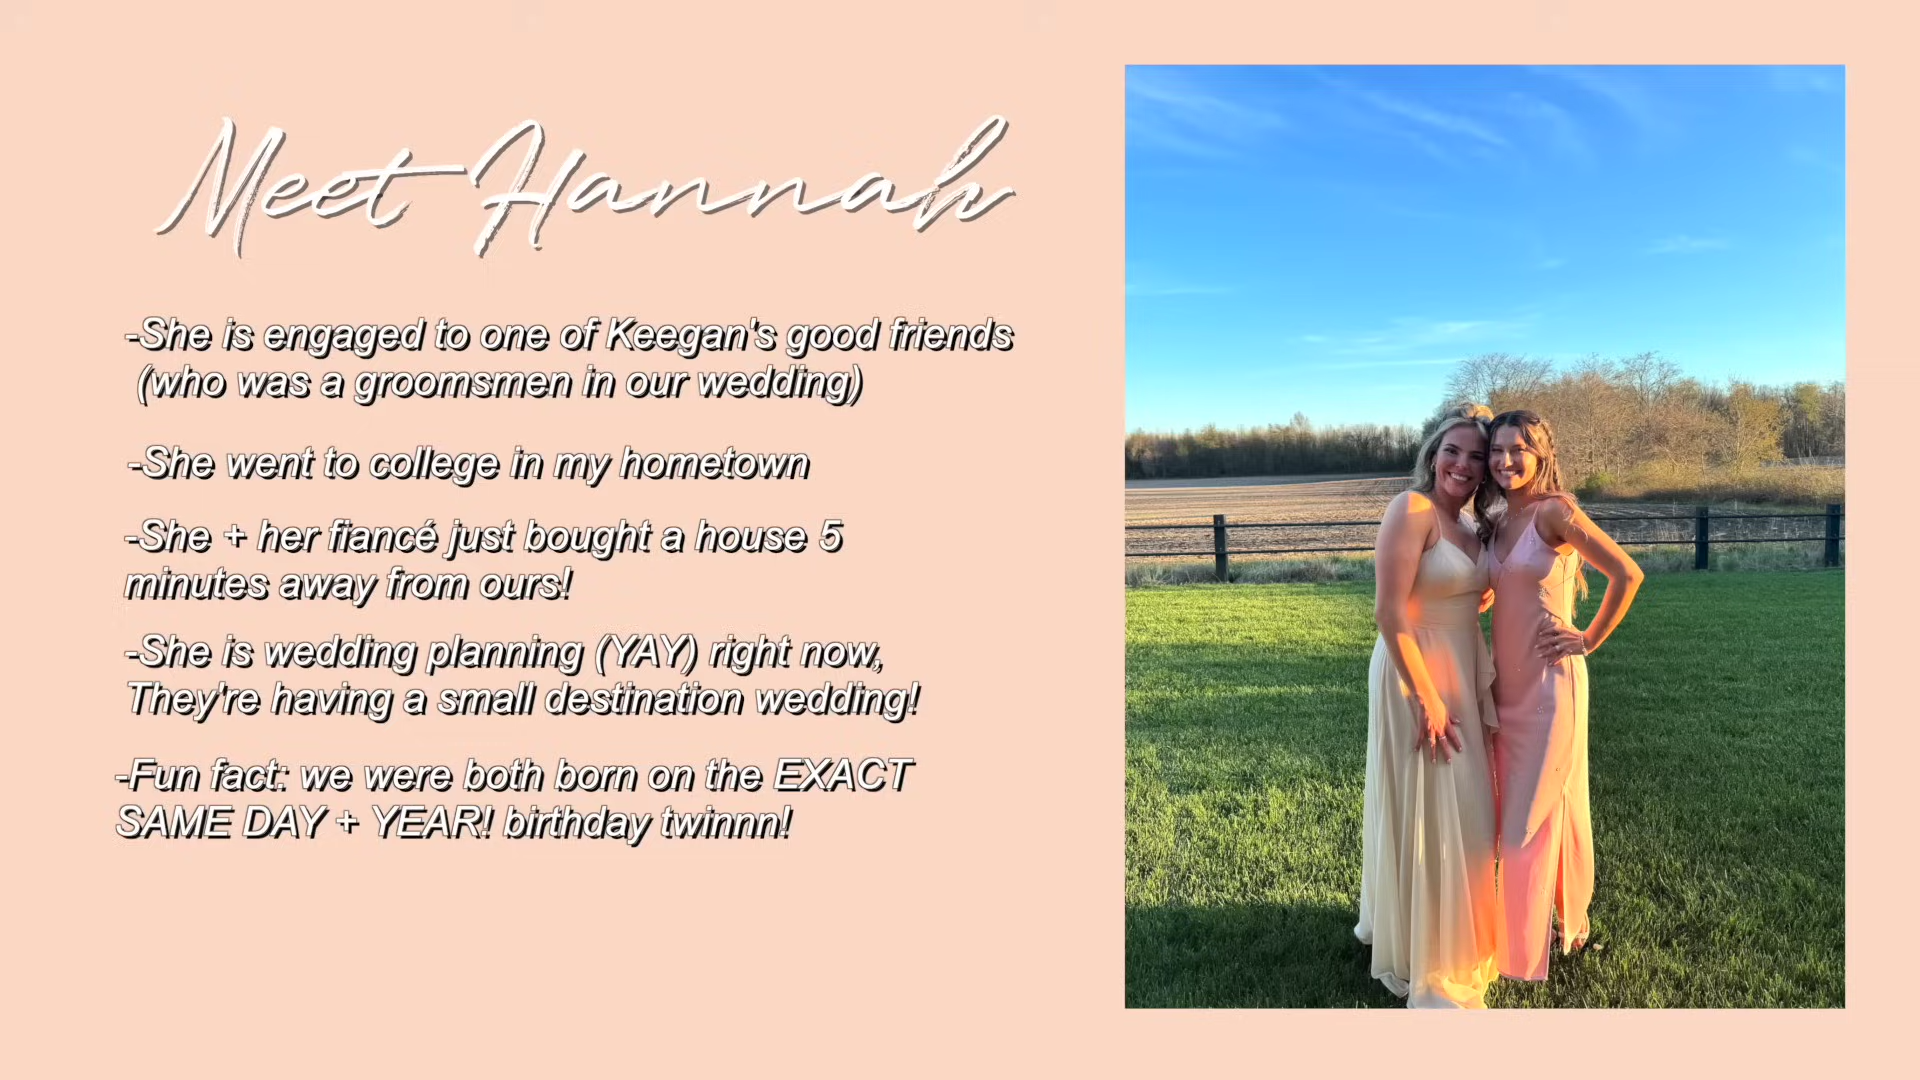 Meet Hannah
-She is engaged to one of Keegan's good friends
(who was a groomsmen in our wedding)
-She went to college in my hometown
-She + her fiancé just bought a house 5
minutes away from ours!
-She is wedding planning (YAY) right now,
They're having a small destination wedding!
-Fun fact: we were both born on the EXACT
SAME DAY + YEAR! birthday twinnn!